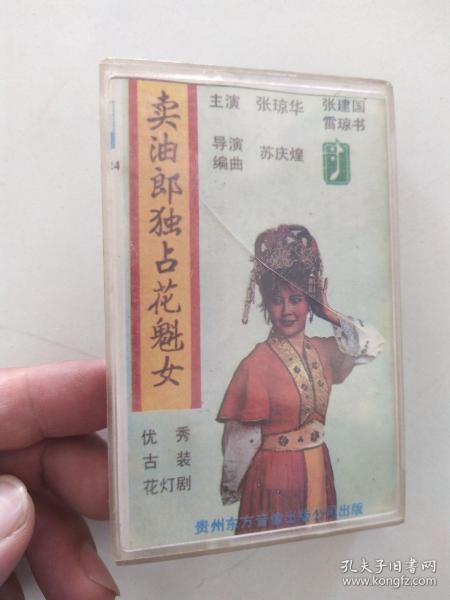 卖油郎独占花魁女
主演 张琼华 张建国
雷琼书
导演
编曲 苏庆煌
24
优秀
古装
花灯剧
贵州东方音像出版公司出版
孔夫子旧书网
www.kongfz.com